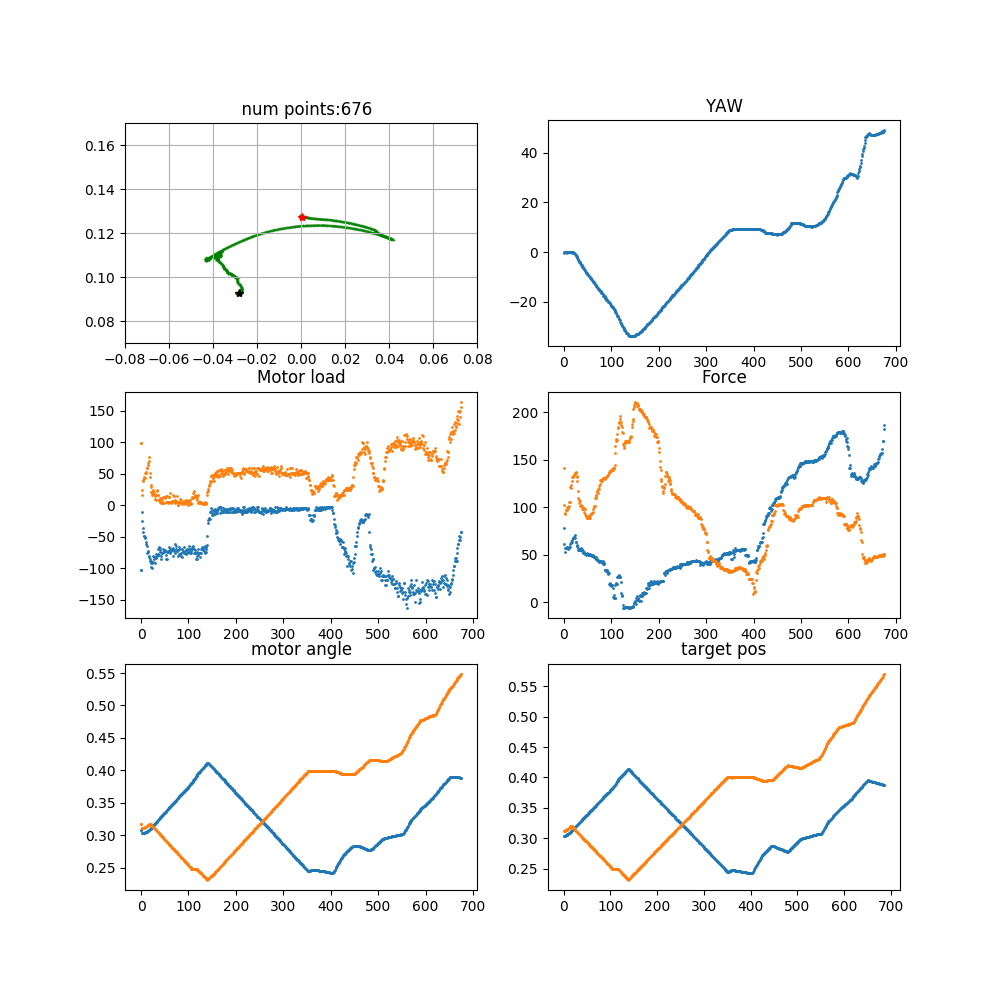 num points:676
0.16
0.14
0.12
0.10
0.08
−0.08 −0.06 −0.04 −0.02 0.00 0.02 0.04 0.06 0.08
YAW
40
20
0
−20
0 100 200 300 400 500 600 700
Motor load
150
100
50
0
−50
−100
−150
0 100 200 300 400 500 600 700
Force
200
150
100
50
0
0 100 200 300 400 500 600 700
motor angle
0.55
0.50
0.45
0.40
0.35
0.30
0.25
0 100 200 300 400 500 600 700
target pos
0.55
0.50
0.45
0.40
0.35
0.30
0.25
0 100 200 300 400 500 600 700